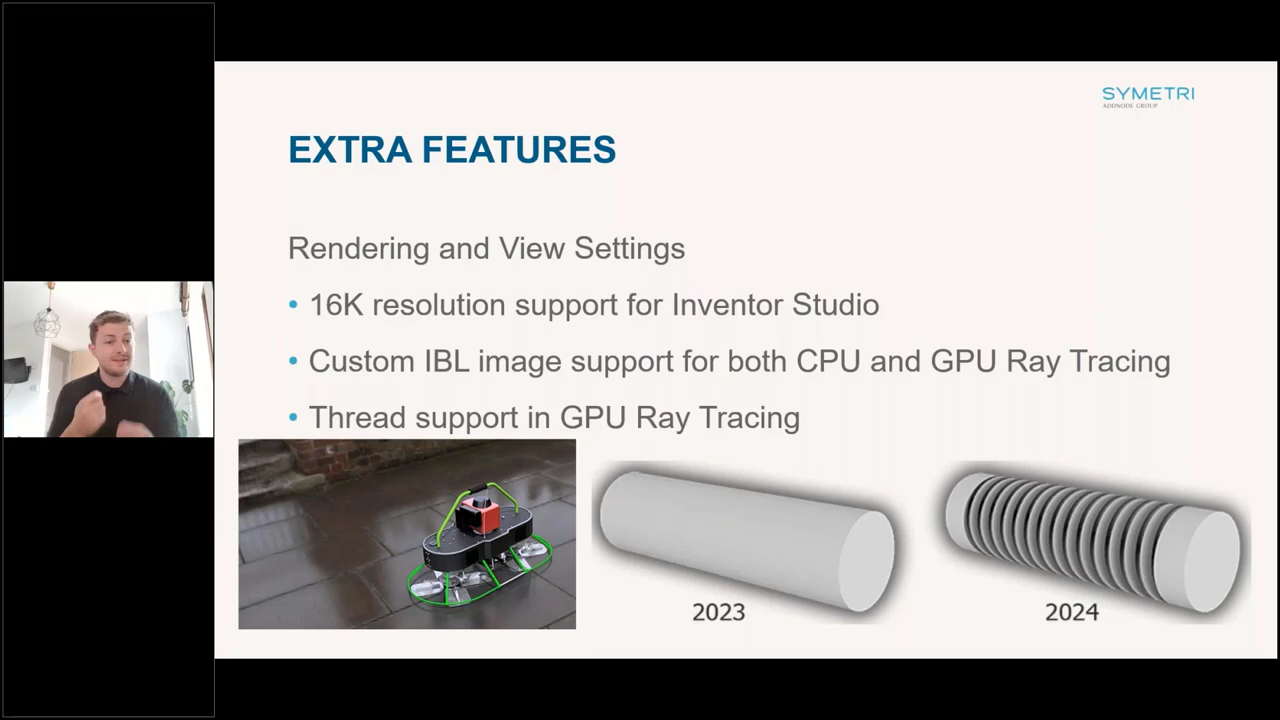 SYMETRI
ADDNODE GROUP
EXTRA FEATURES
Rendering and View Settings
• 16K resolution support for Inventor Studio
• Custom IBL image support for both CPU and GPU Ray Tracing
• Thread support in GPU Ray Tracing
2023
2024